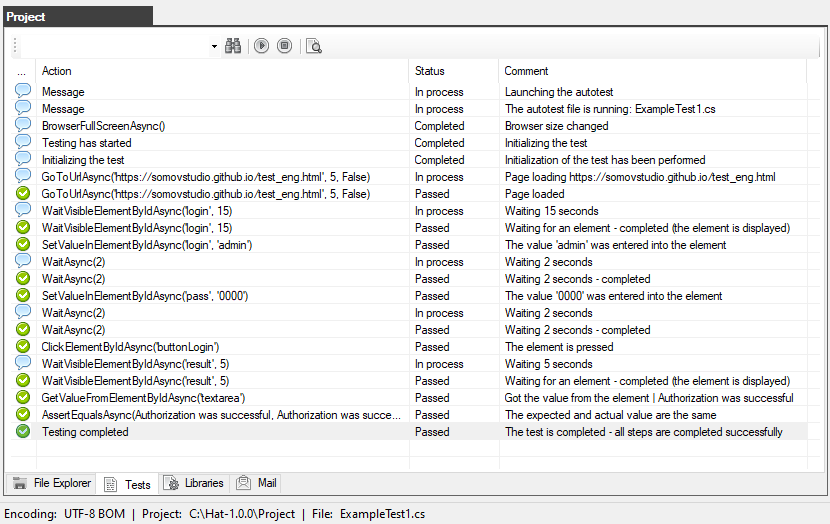 Project
... Action Status Comment
Message In process Launching the autotest
Message In process The autotest file is running: ExampleTest1.cs
BrowserFullScreenAsync() Completed Browser size changed
Testing has started Completed Initializing the test
Initializing the test Completed Initialization of the test has been performed
GoToUrlAsync('https://somovstudio.github.io/test_eng.html', 5, False) In process Page loading https://somovstudio.github.io/test_eng.html
GoToUrlAsync('https://somovstudio.github.io/test_eng.html', 5, False) Passed Page loaded
WaitVisibleElementByIdAsync('login', 15) In process Waiting 15 seconds
WaitVisibleElementByIdAsync('login', 15) Passed Waiting for an element - completed (the element is displayed)
SetValueInElementByIdAsync('login', 'admin') Passed The value 'admin' was entered into the element
WaitAsync(2) In process Waiting 2 seconds
WaitAsync(2) Passed Waiting 2 seconds - completed
SetValueInElementByIdAsync('pass', '0000') Passed The value '0000' was entered into the element
WaitAsync(2) In process Waiting 2 seconds
WaitAsync(2) Passed Waiting 2 seconds - completed
ClickElementByIdAsync('buttonLogin') Passed The element is pressed
WaitVisibleElementByIdAsync('result', 5) In process Waiting 5 seconds
WaitVisibleElementByIdAsync('result', 5) Passed Waiting for an element - completed (the element is displayed)
GetValueFromElementByIdAsync('textarea') Passed Got the value from the element | Authorization was successful
AssertEqualsAsync(Authorization was successful, Authorization was succe... Passed The expected and actual value are the same
Testing completed Passed The test is completed - all steps are completed successfully
File Explorer Tests Libraries Mail
Encoding: UTF-8 BOM | Project: C:\Hat-1.0.0\Project | File: ExampleTest1.cs